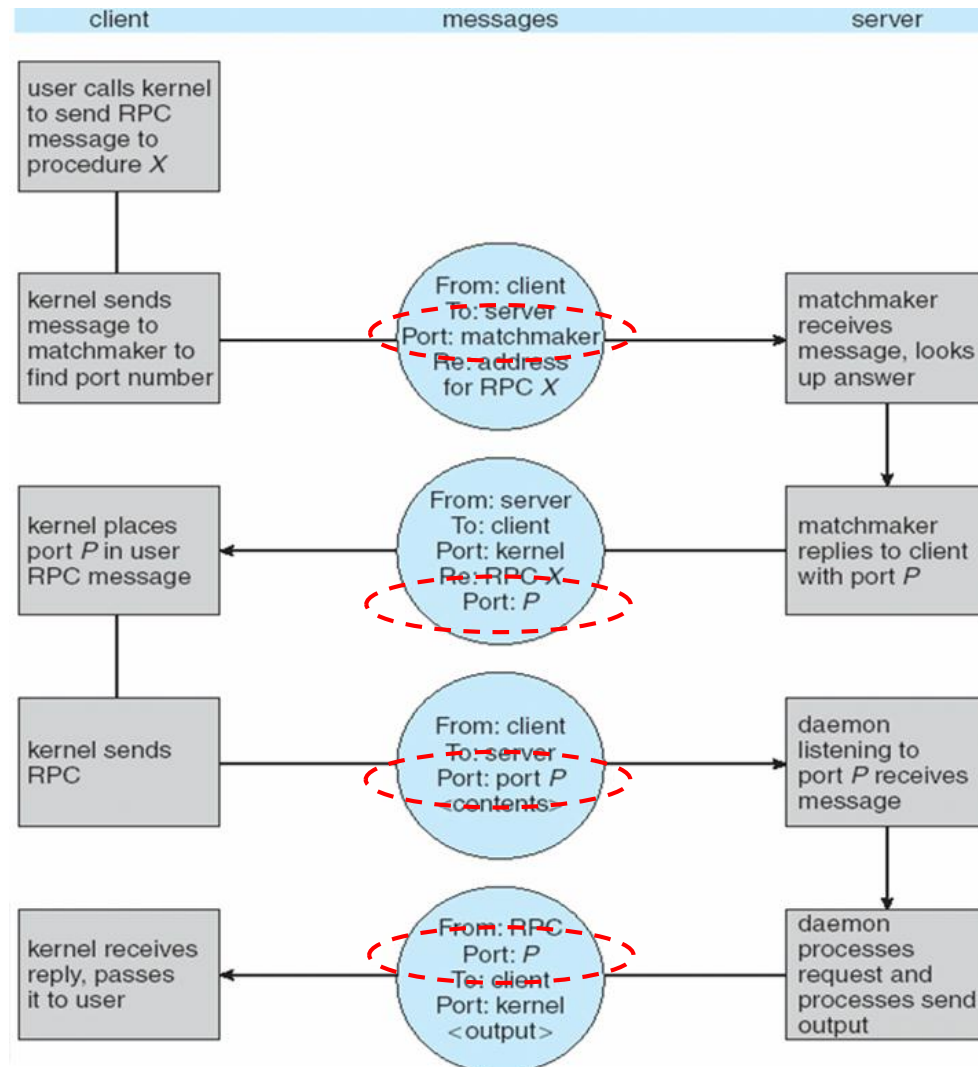 client messages server
user calls kernel
to send RPC
message to
procedure X
kernel sends
message to
matchmaker to
find port number
From: client
To: server
Port: matchmaker
Re: address
for RPC X
matchmaker
receives
message, looks
up answer
kernel places
port P in user
RPC message
From: server
To: client
Port: kernel
Re: RPC X
Port: P
matchmaker
replies to client
with port P
kernel sends
RPC
From: client
To: server
Port: port P
<contents>
daemon
listening to
port P receives
message
kernel receives
reply, passes
it to user
From: RPC
Port: P
To: client
Port: kernel
<output>
daemon
processes
request and
processes send
output